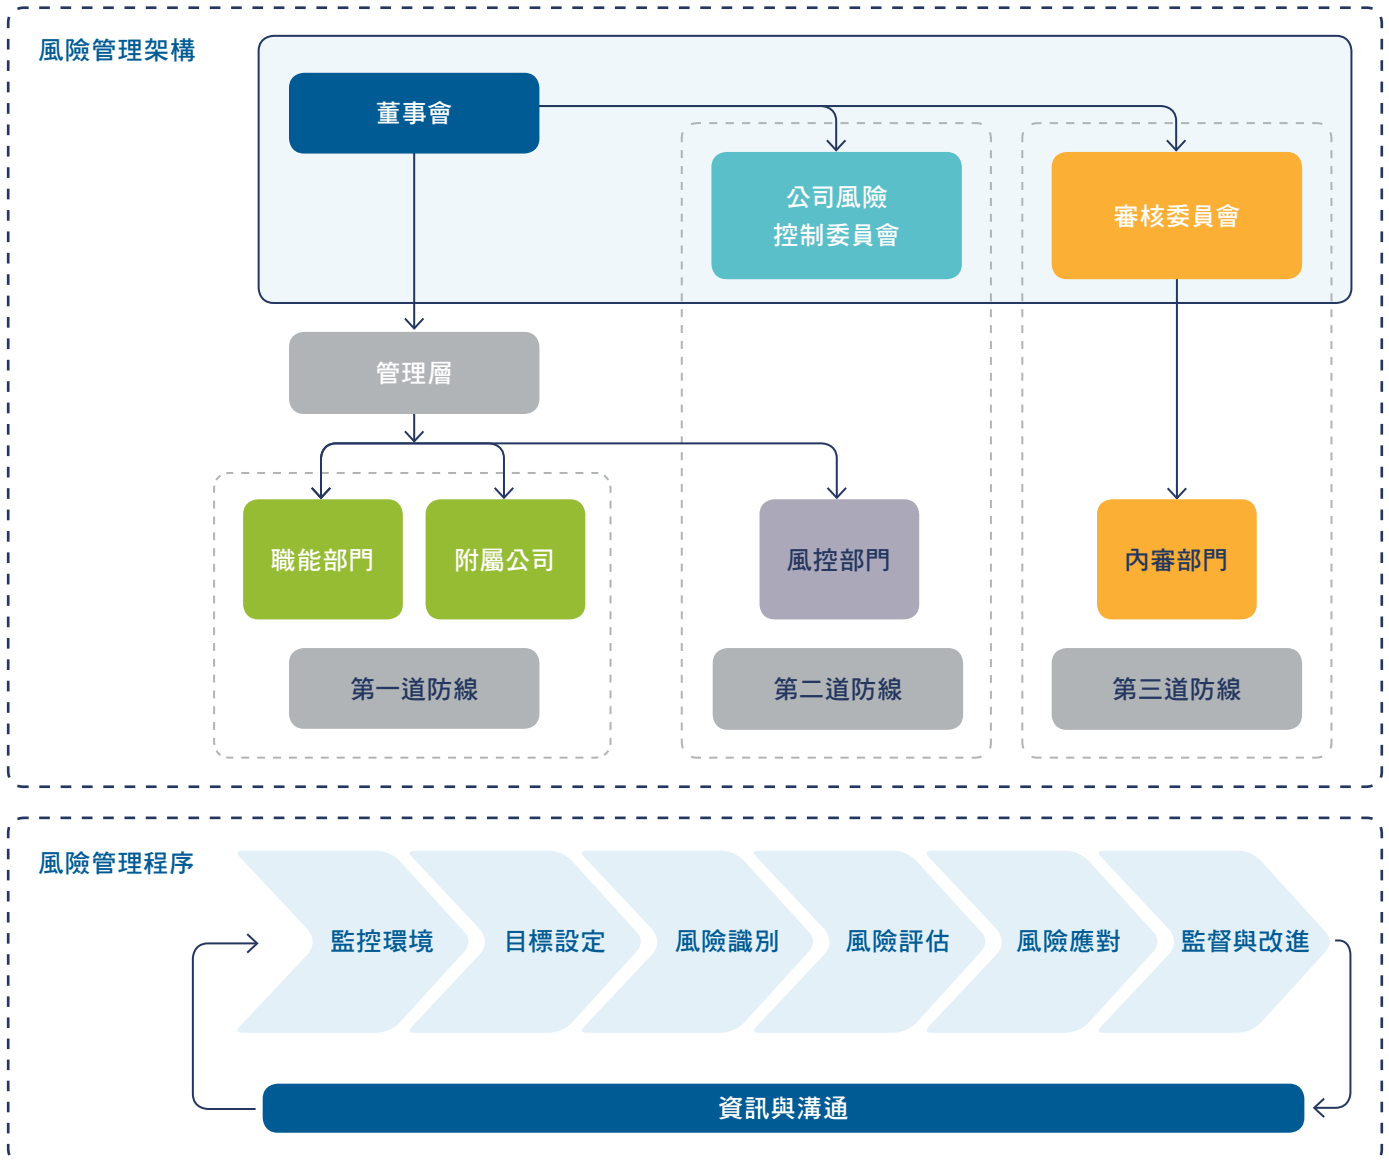 風險管理架構
董事會
公司風險
控制委員會
審核委員會
管理層
職能部門
附屬公司
風控部門
內審部門
第一道防線
第二道防線
第三道防線
風險管理程序
監控環境
目標設定
風險識別
風險評估
風險應對
監督與改進
資訊與溝通